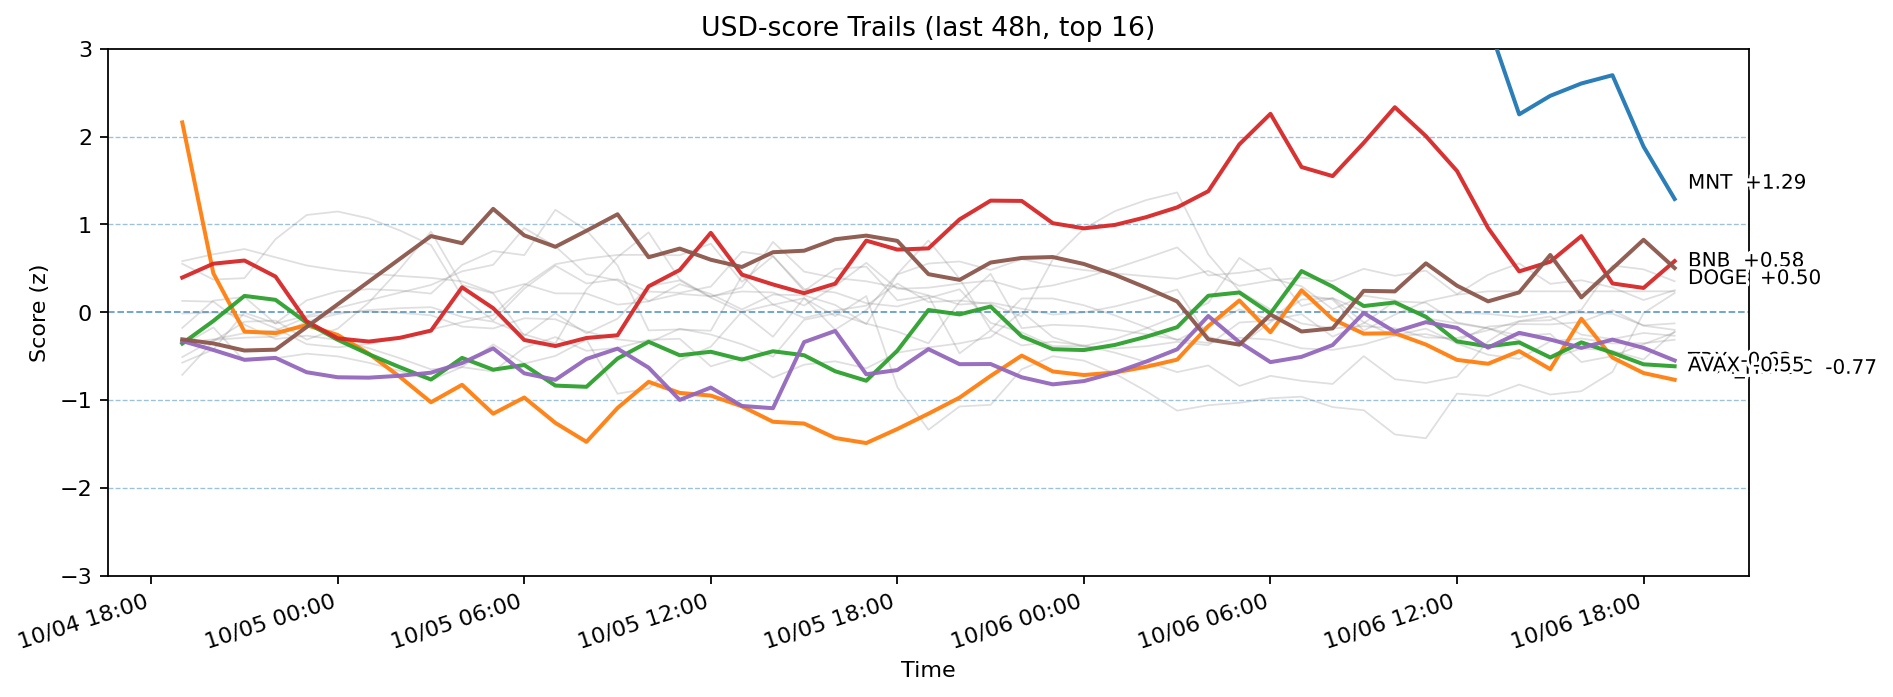 USD-score Trails (last 48h, top 16)
Score (z)
3
2
1
0
−1
−2
−3
MNT +1.29
BNB +0.58
DOGE +0.50
AVAX -0.55
-0.77
10/04 18:00
10/05 00:00
10/05 06:00
10/05 12:00
10/05 18:00
10/06 00:00
10/06 06:00
10/06 12:00
10/06 18:00
Time